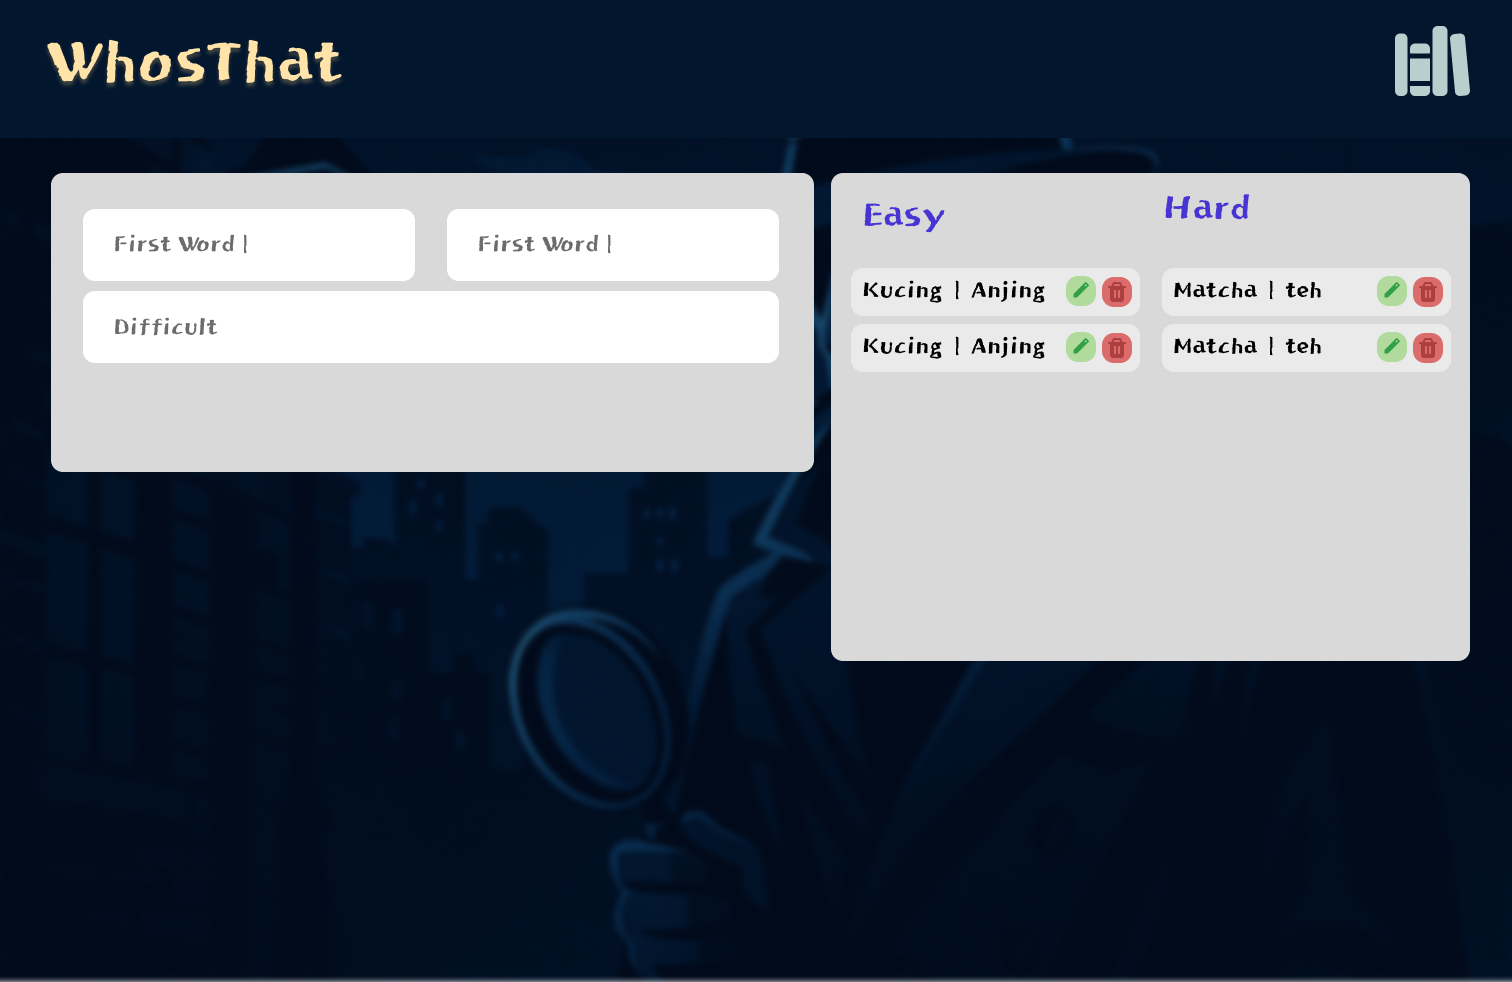 WhosThat
First Word |
First Word |
Difficult
Easy
Hard
Kucing | Anjing
Matcha | teh
Kucing | Anjing
Matcha | teh